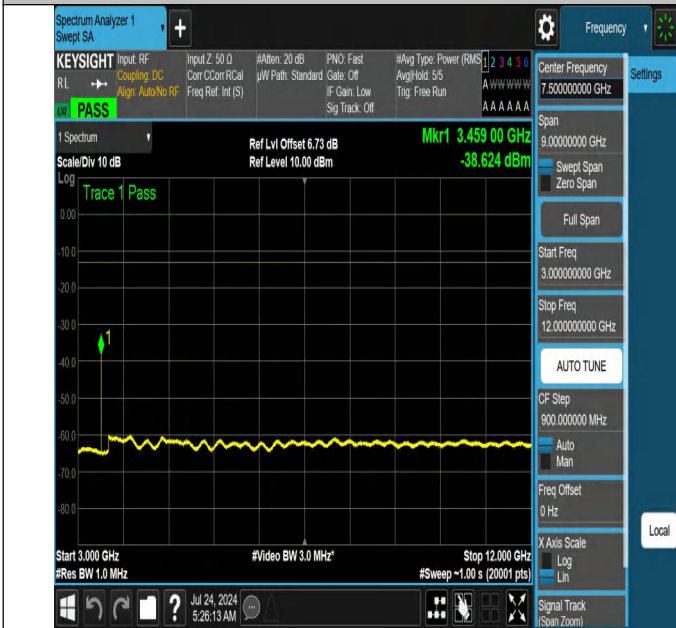 Spectrum Analyzer 1
Swept SA
+
Frequency
KEYSIGHT
RL
PASS
Input: RF
Coupling: DC
Align: Auto/No RF
Input Z: 50 Ω
Corr CCorr RCal
Freq Ref: Int (S)
#Atten: 20 dB
µW Path: Standard
PNO: Fast
Gate: Off
IF Gain: Low
Sig Track: Off
#Avg Type: Power (RMS
Avg|Hold: 5/5
Trig: Free Run
1 2 3 4 5 6
A W W W W W
A A A A A A
Center Frequency
7.500000000 GHz
Settings
1 Spectrum
Scale/Div 10 dB
Log
Ref Lvl Offset 6.73 dB
Ref Level 10.00 dBm
Mkr1 3.459 00 GHz
-38.624 dBm
Trace 1 Pass
0.00
-10.0
-20.0
-30.0
-40.0
-50.0
-60.0
-70.0
-80.0
1
Span
9.00000000 GHz
Swept Span
Zero Span
Full Span
Start Freq
3.000000000 GHz
Stop Freq
12.000000000 GHz
AUTO TUNE
CF Step
900.000000 MHz
Auto
Man
Freq Offset
0 Hz
X Axis Scale
Log
Lin
Signal Track
(Span Zoom)
Local
Start 3.000 GHz
#Res BW 1.0 MHz
#Video BW 3.0 MHz*
Stop 12.000 GHz
#Sweep ~1.00 s (20001 pts)
?
Jul 24, 2024
5:26:13 AM